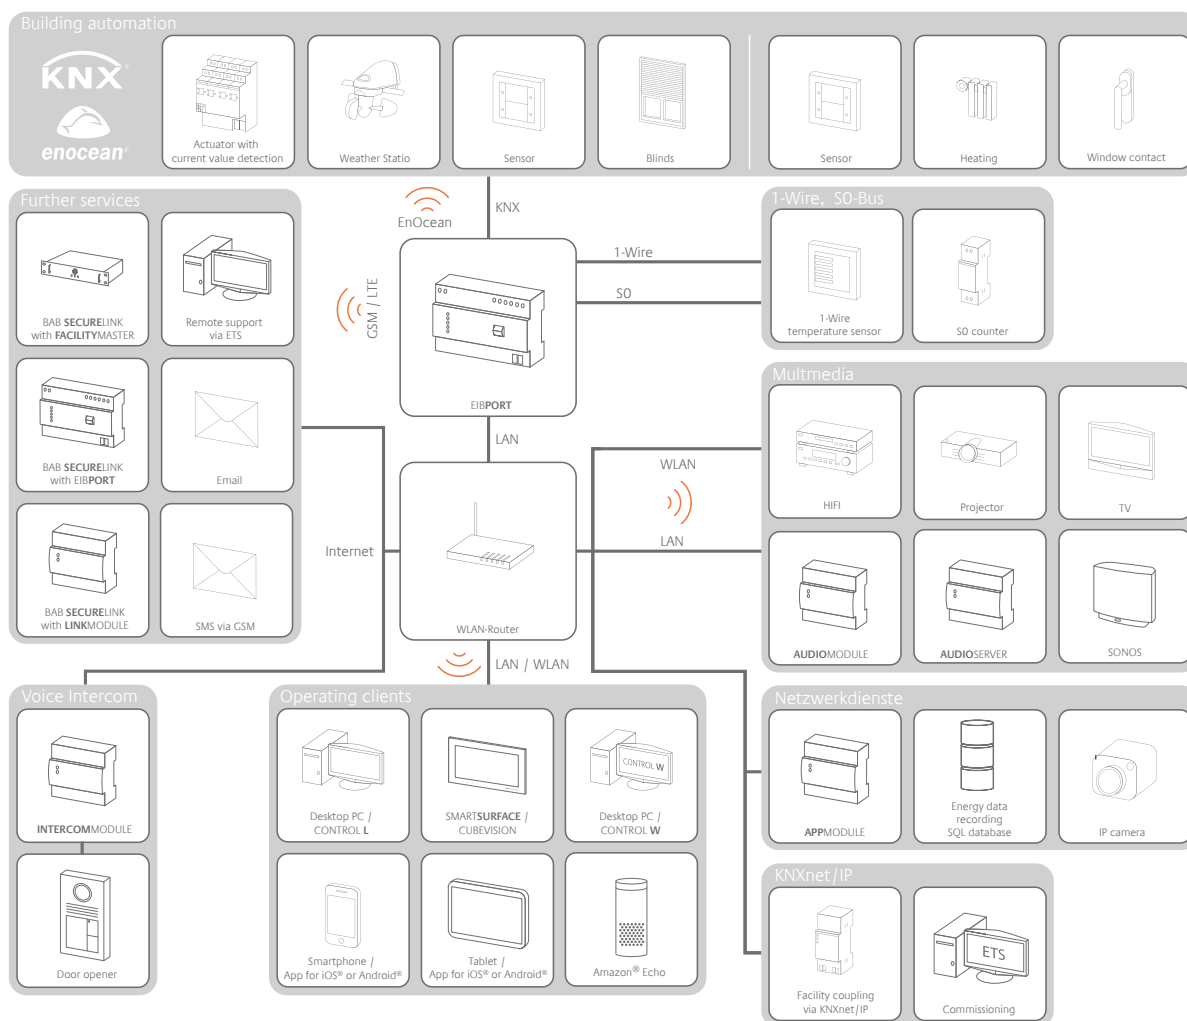 Building automation
KNX®
enocean®
Actuator with
current value detection
Weather Statio
Sensor
Blinds
Sensor
Heating
Window contact
Further services
BAB SECURELINK
with FACILITYMASTER
Remote support
via ETS
BAB SECURELINK
with EIBPORT
Email
BAB SECURELINK
with LINKMODULE
SMS via GSM
EnOcean
KNX
GSM / LTE
EIBPORT
1-Wire
S0
1-Wire, S0-Bus
1-Wire
temperature sensor
S0 counter
LAN
Internet
WLAN-Router
WLAN
LAN
LAN / WLAN
Multmedia
HIFI
Projector
TV
AUDIOMODULE
AUDIOSERVER
SONOS
Voice Intercom
INTERCOMMODULE
Door opener
Operating clients
Desktop PC /
CONTROL L
SMARTSURFACE /
CUBEVISION
CONTROL W
Desktop PC /
CONTROL W
Smartphone /
App for iOS® or Android®
Tablet /
App for iOS® or Android®
Amazon® Echo
Netzwerkdienste
APPMODULE
Energy data
recording
SQL database
IP camera
KNXnet/IP
Facility coupling
via KNXnet/IP
ETS
Commissioning